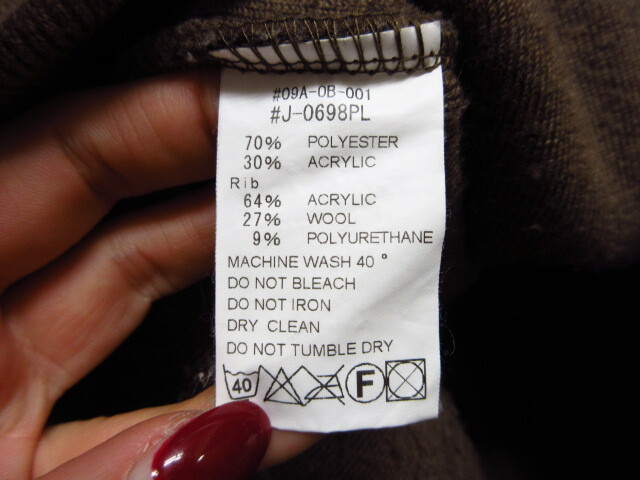 #09A-0B-001
#J-0698PL
70% POLYESTER
30% ACRYLIC
Rib
64% ACRYLIC
27% WOOL
9% POLYURETHANE
MACHINE WASH 40 °
DO NOT BLEACH
DO NOT IRON
DRY CLEAN
DO NOT TUMBLE DRY
40 F